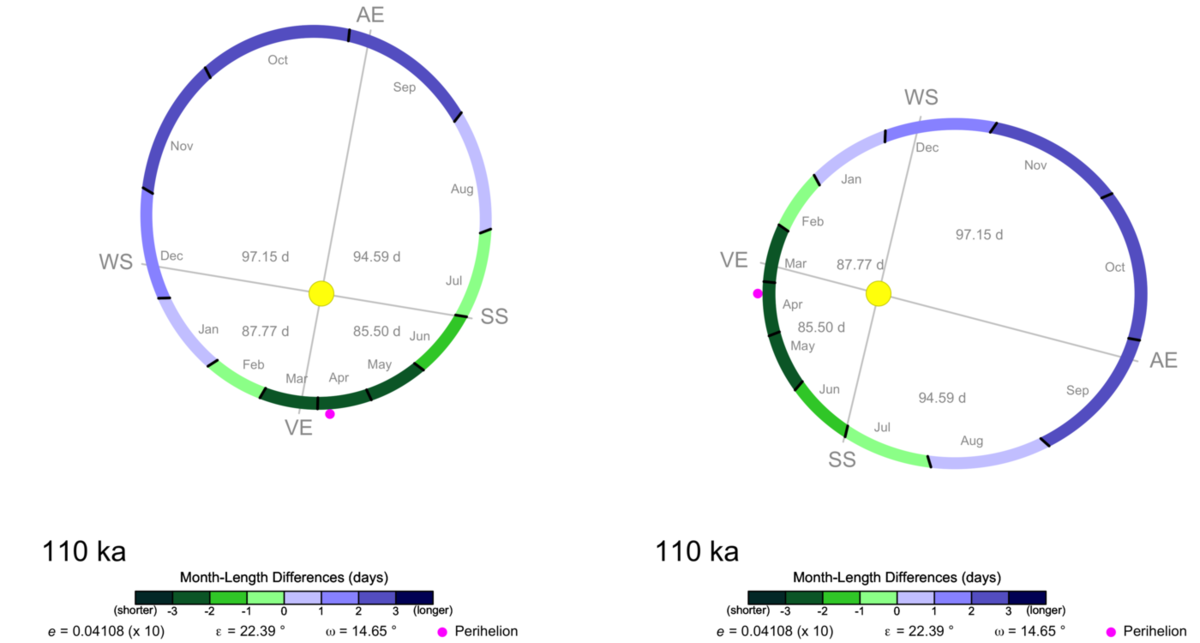 AE
Oct
Sep
Nov
Aug
WS
Dec
97.15 d
94.59 d
Jul
SS
Jan
87.77 d
85.50 d
Jun
Feb
May
Mar
Apr
VE
110 ka
Month-Length Differences (days)
(shorter) -3 -2 -1 0 1 2 3 (longer)
e = 0.04108 (x 10) ε = 22.39 ° ω = 14.65 ° Perihelion
WS
Dec
Nov
Jan
Feb
97.15 d
VE
Mar
87.77 d
Oct
Apr
85.50 d
May
AE
Jun
94.59 d
Sep
Jul
Aug
SS
110 ka
Month-Length Differences (days)
(shorter) -3 -2 -1 0 1 2 3 (longer)
e = 0.04108 (x 10) ε = 22.39 ° ω = 14.65 ° Perihelion